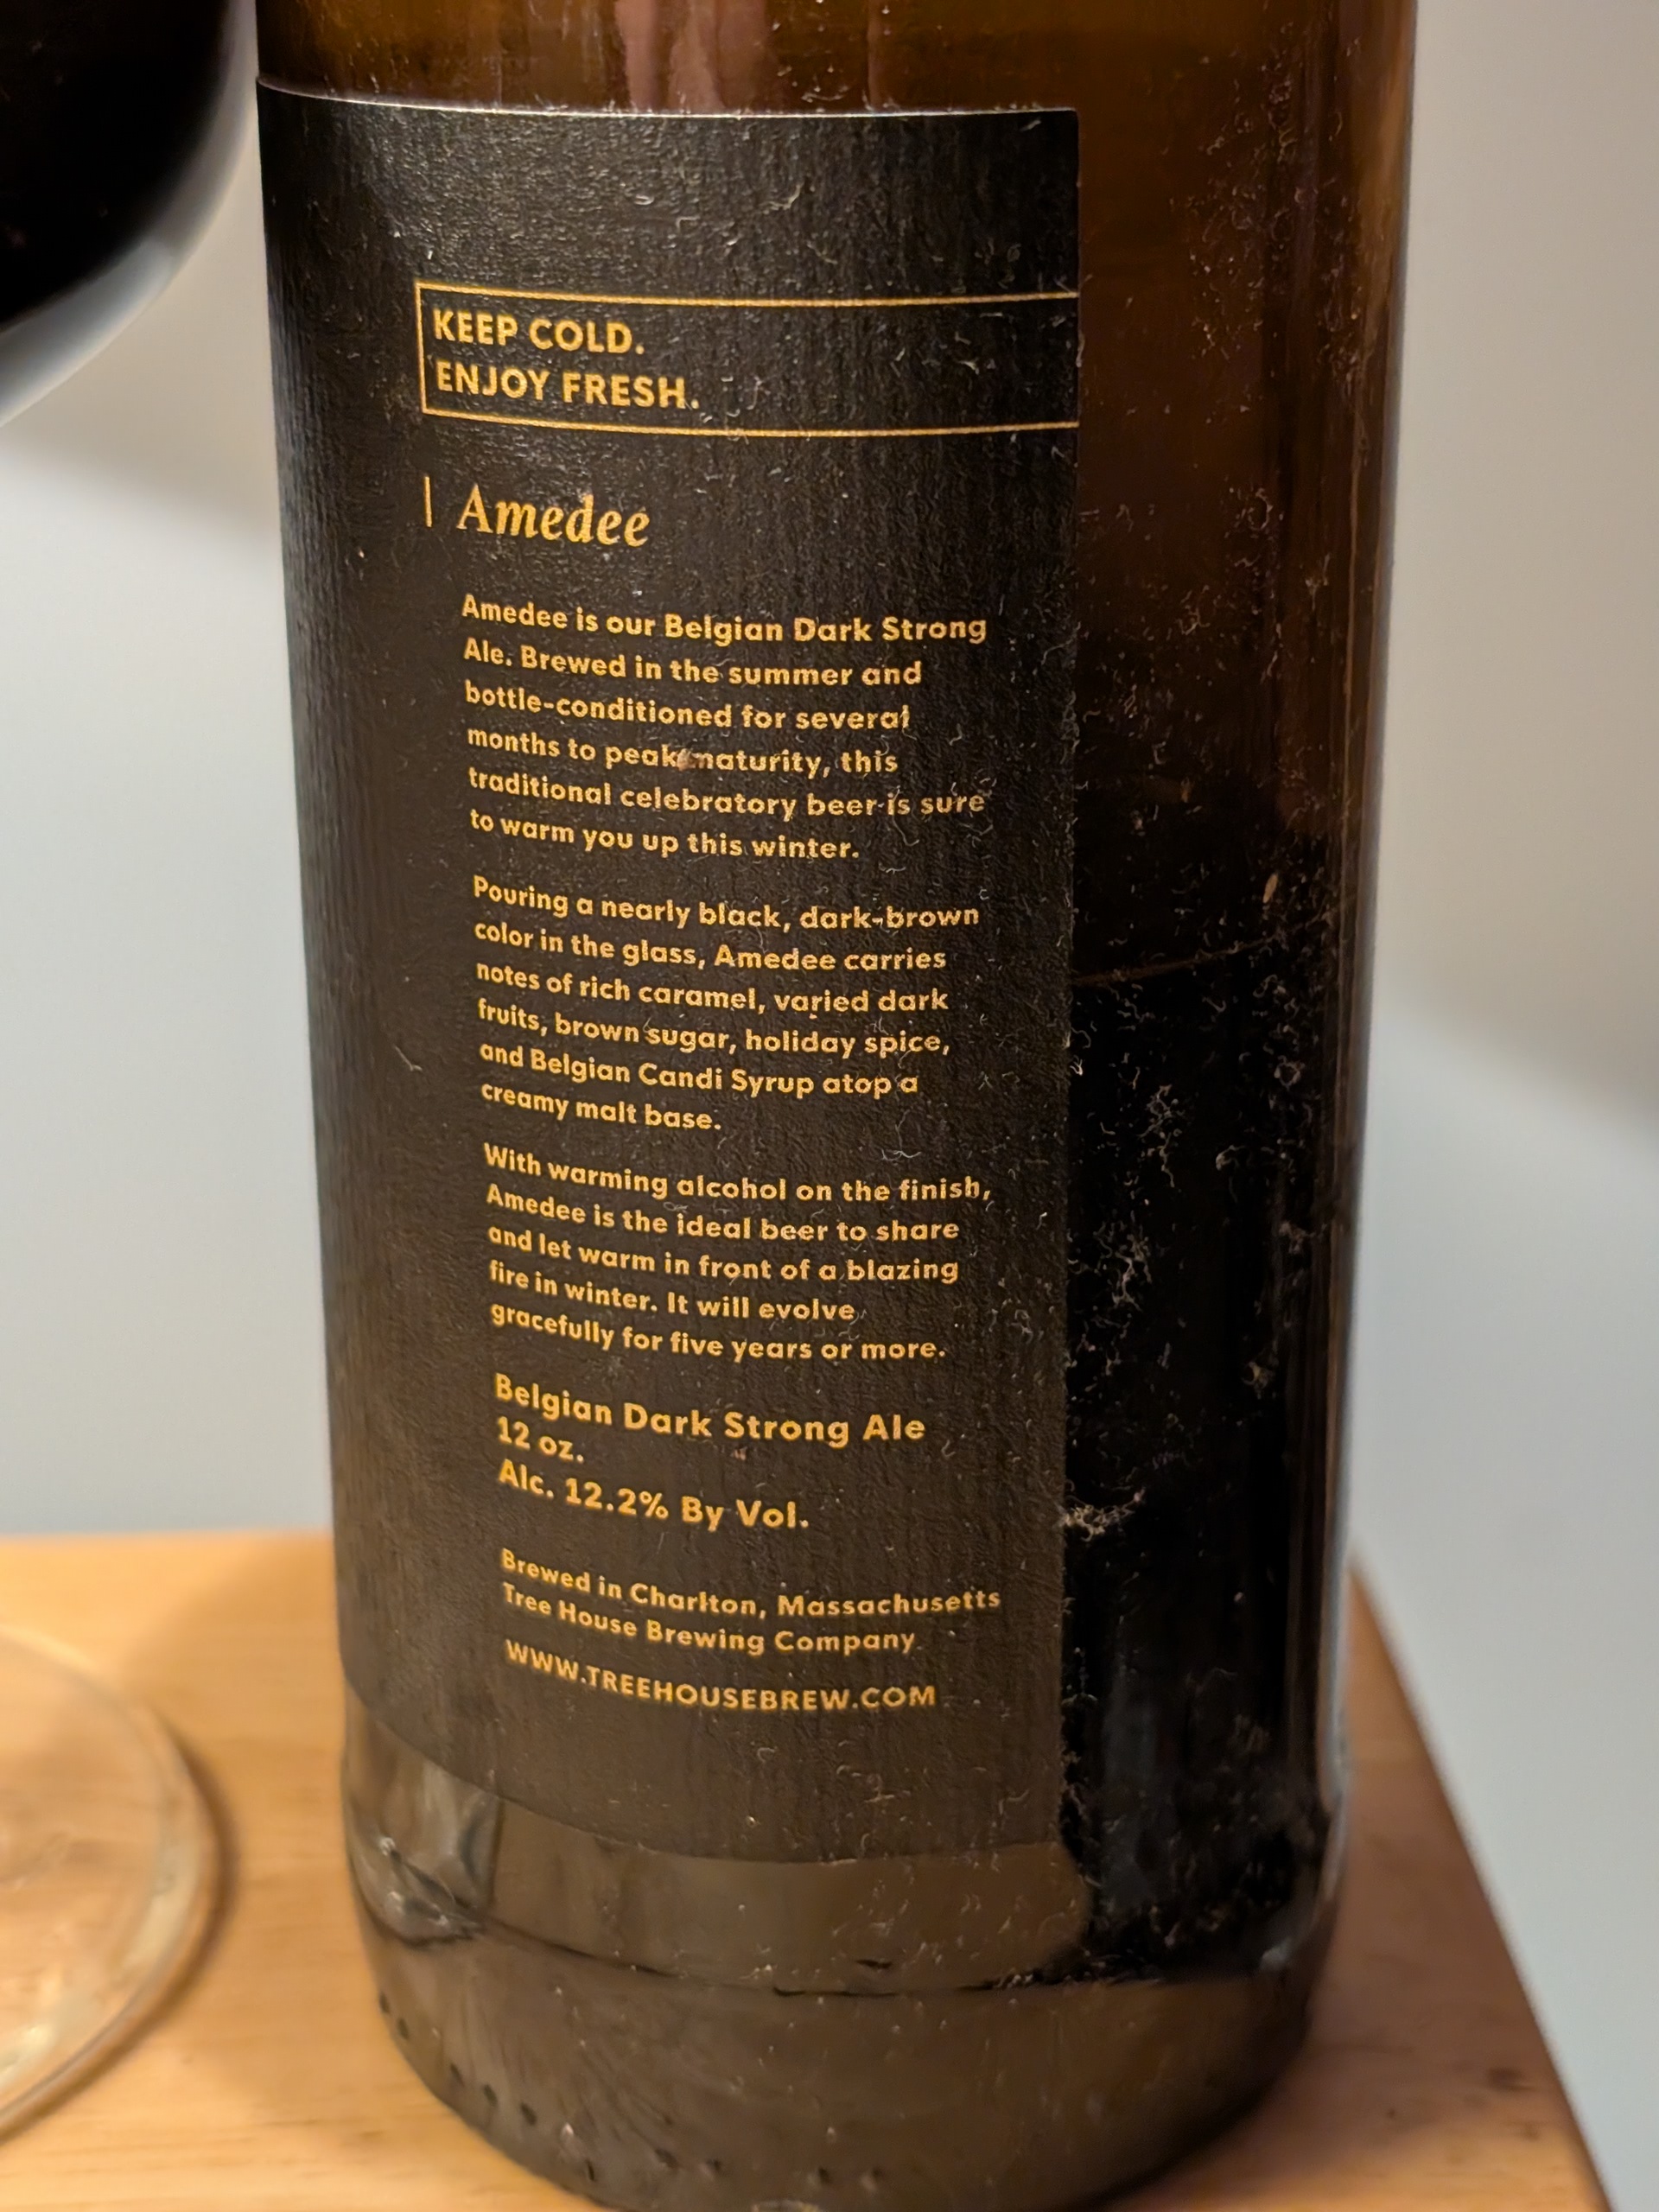 KEEP COLD.
ENJOY FRESH.
| Amedee
Amedee is our Belgian Dark Strong
Ale. Brewed in the summer and
bottle-conditioned for several
months to peak maturity, this
traditional celebratory beer is sure
to warm you up this winter.
Pouring a nearly black, dark-brown
color in the glass, Amedee carries
notes of rich caramel, varied dark
fruits, brown sugar, holiday spice,
and Belgian Candi Syrup atop a
creamy malt base.
With warming alcohol on the finish,
Amedee is the ideal beer to share
and let warm in front of a blazing
fire in winter. It will evolve
gracefully for five years or more.
Belgian Dark Strong Ale
12 oz.
Alc. 12.2% By Vol.
Brewed in Charlton, Massachusetts
Tree House Brewing Company
WWW.TREEHOUSEBREW.COM